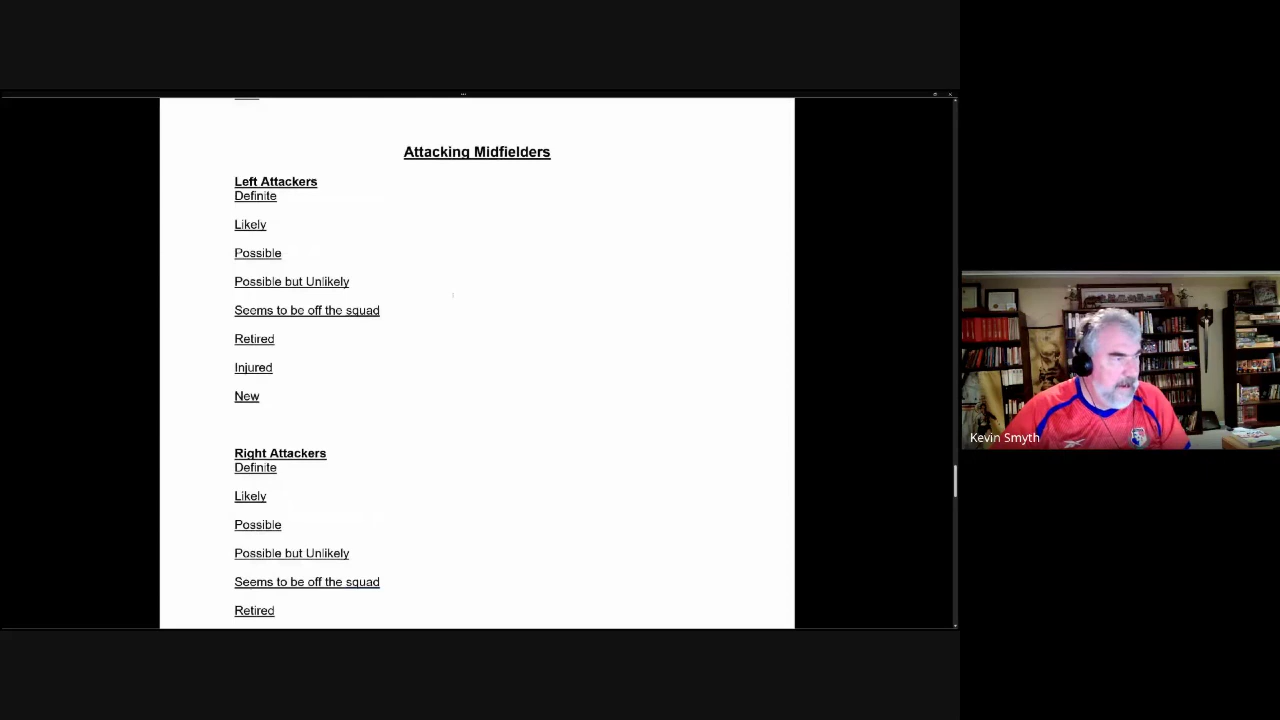 Attacking Midfielders
Left Attackers
Definite
Likely
Possible
Possible but Unlikely
Seems to be off the squad
Retired
Injured
New
Right Attackers
Definite
Likely
Possible
Possible but Unlikely
Seems to be off the squad
Retired
Kevin Smyth